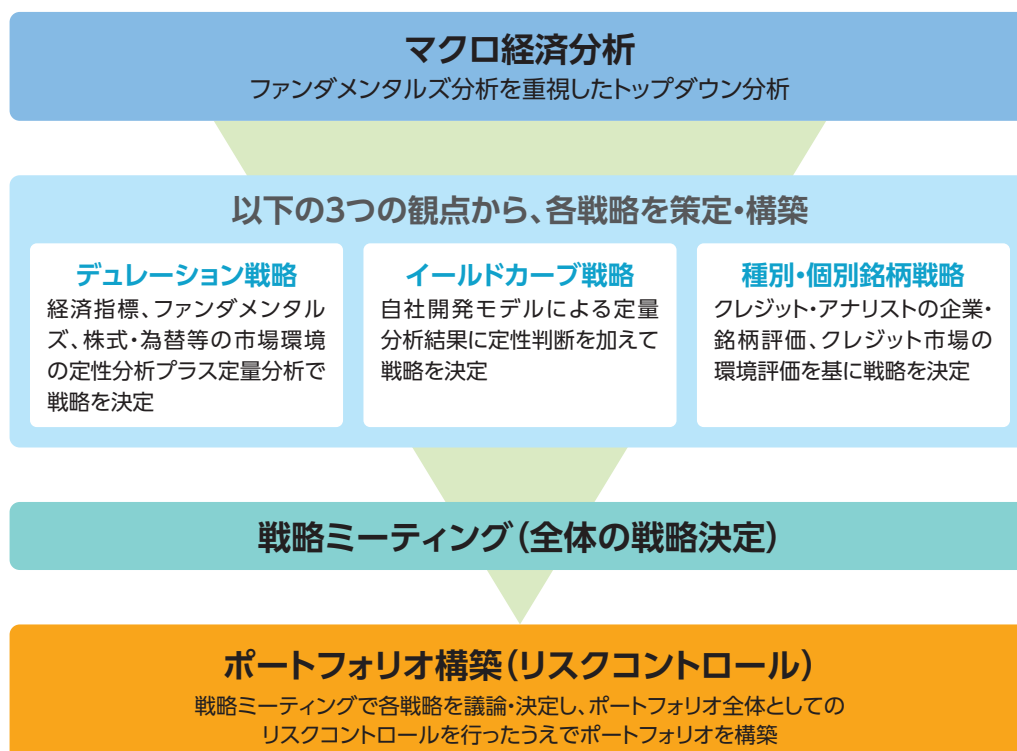 マクロ経済分析
ファンダメンタルズ分析を重視したトップダウン分析
以下の3つの観点から、各戦略を策定・構築
デュレーション戦略
経済指標、ファンダメンタル
ズ、株式・為替等の市場環境
の定性分析プラス定量分析で
戦略を決定
イールドカーブ戦略
自社開発モデルによる定量
分析結果に定性判断を加えて
戦略を決定
種別・個別銘柄戦略
クレジット・アナリストの企業・
銘柄評価、クレジット市場の
環境評価を基に戦略を決定
戦略ミーティング(全体の戦略決定)
ポートフォリオ構築(リスクコントロール)
戦略ミーティングで各戦略を議論・決定し、ポートフォリオ全体としての
リスクコントロールを行ったうえでポートフォリオを構築